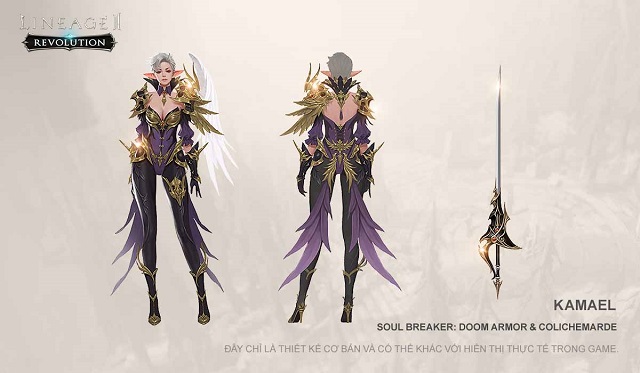 LINEAGE II
REVOLUTION
KAMAEL
SOUL BREAKER: DOOM ARMOR & COLICHEMARDE
ĐÂY CHỈ LÀ THIẾT KẾ CƠ BẢN VÀ CÓ THỂ KHÁC VỚI HIỂN THỊ THỰC TẾ TRONG GAME.